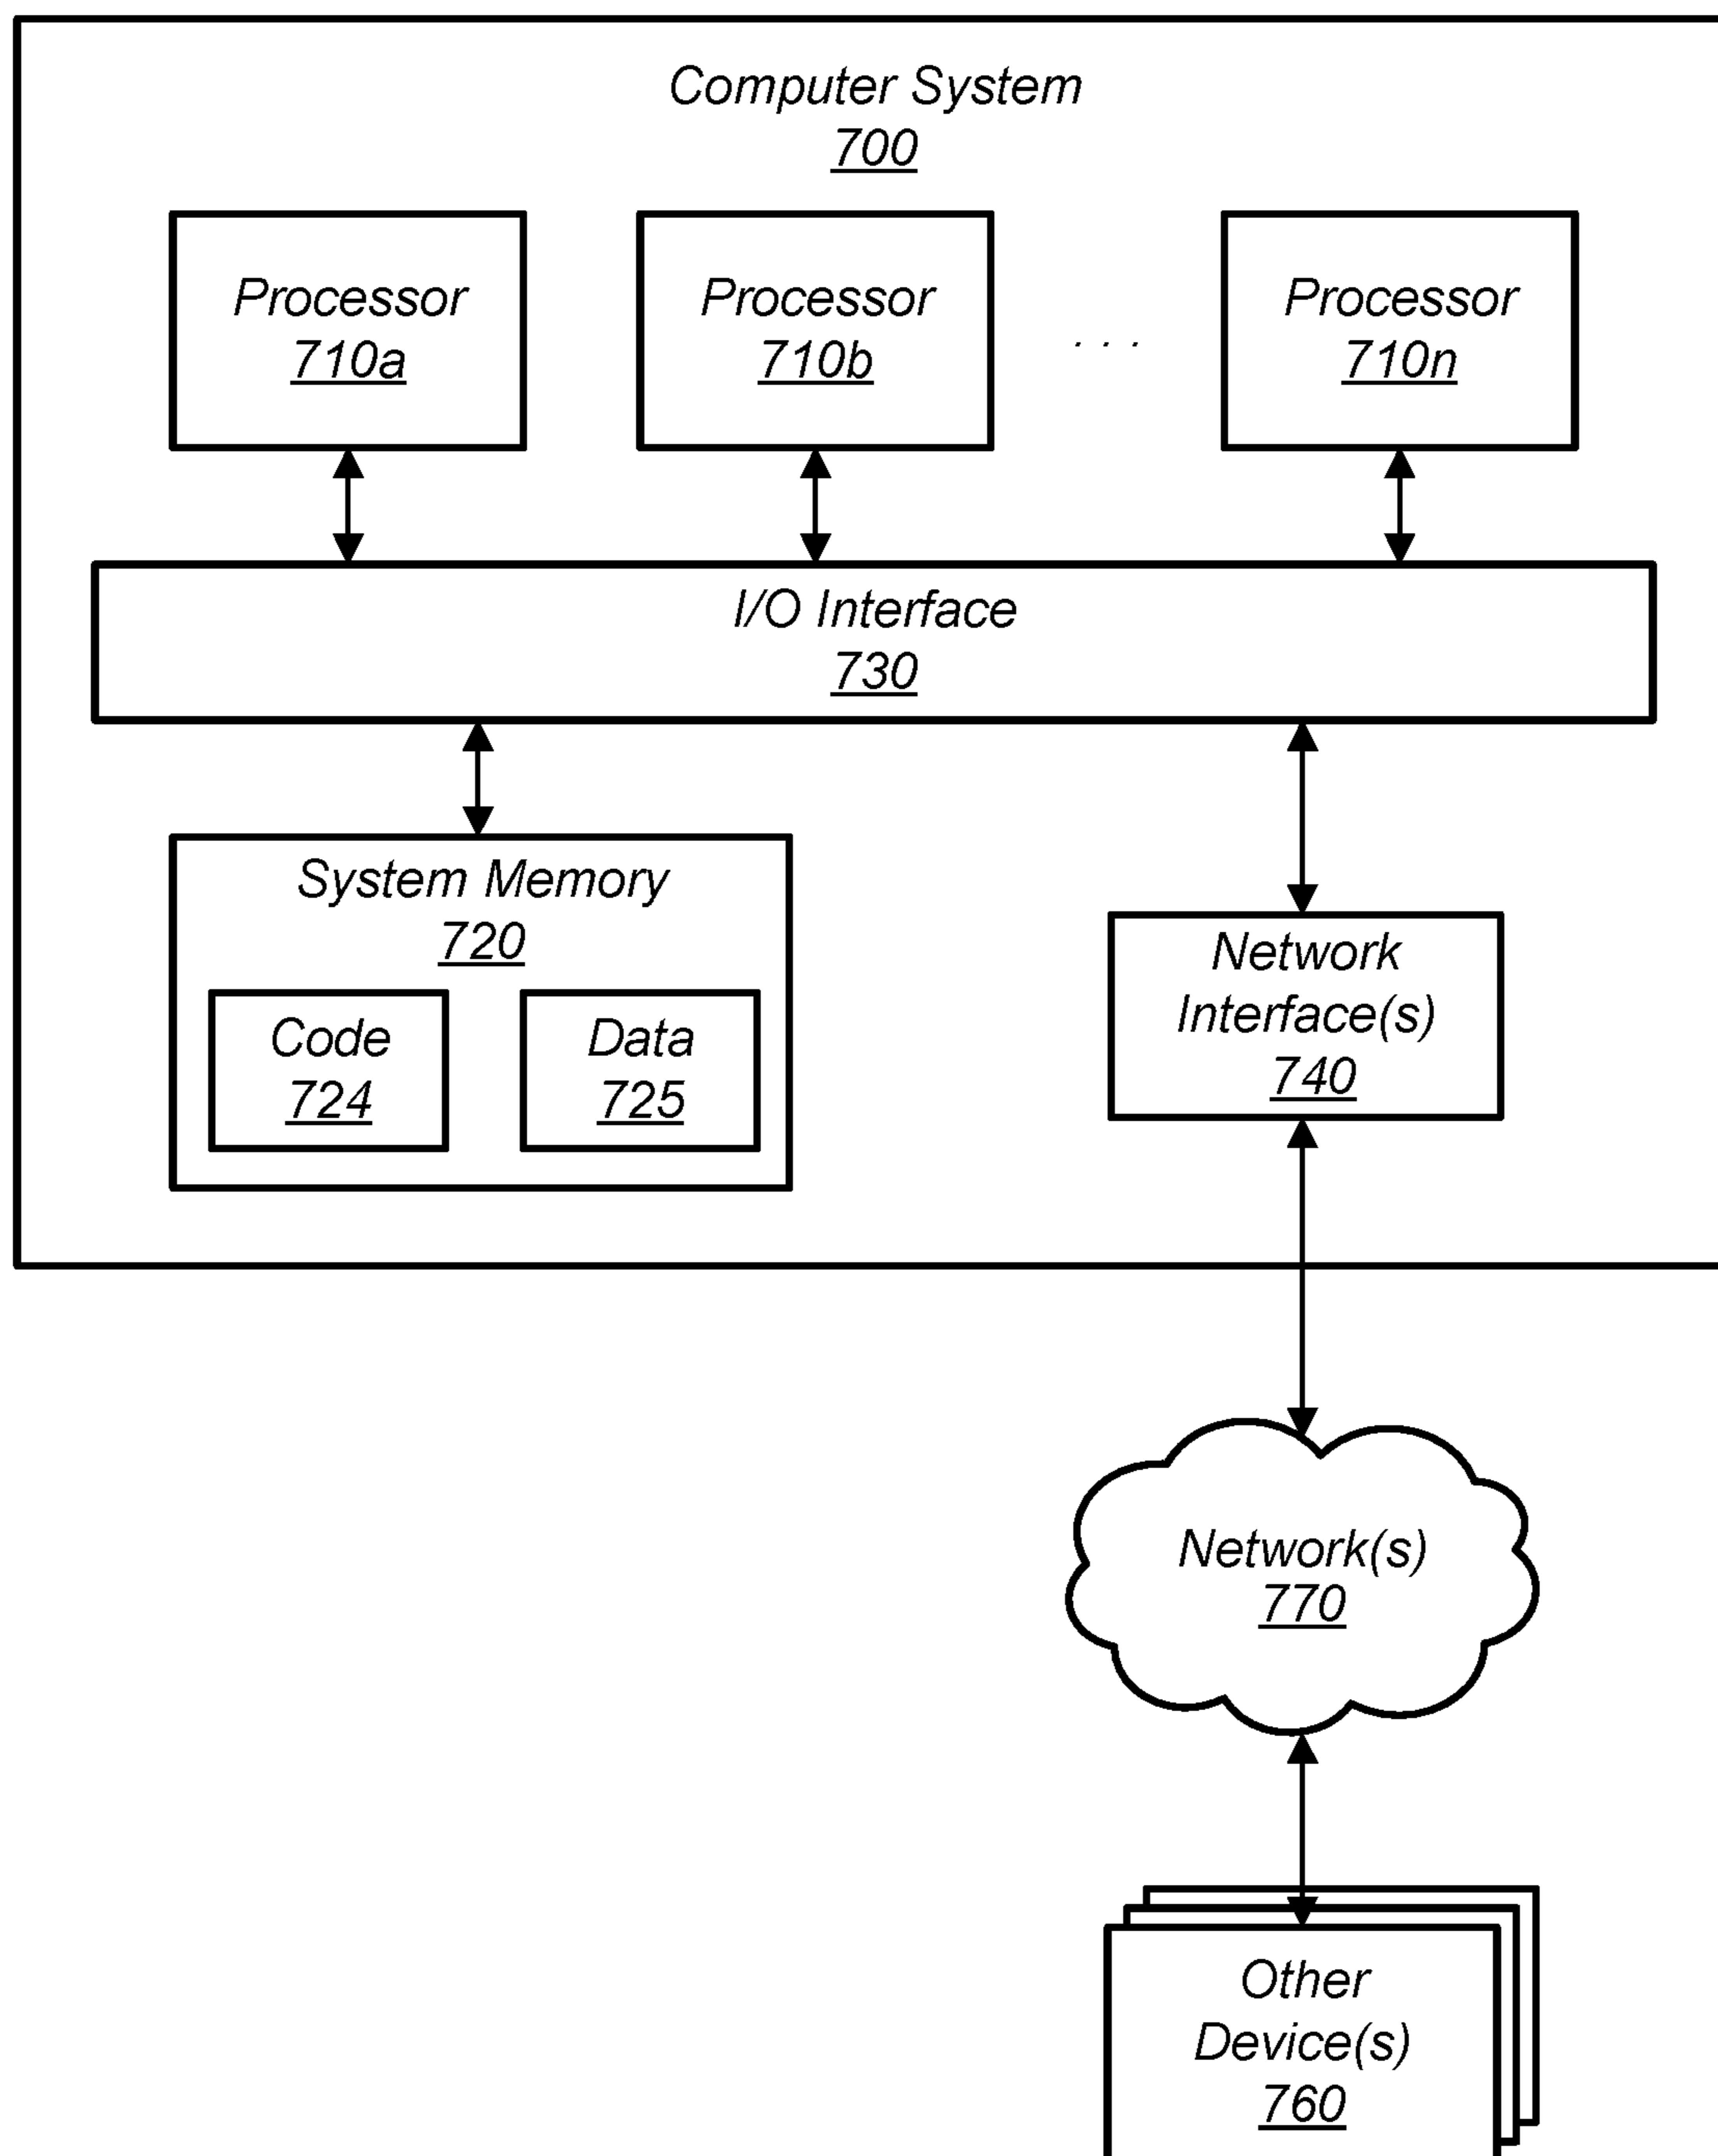 Computer System
700
Processor
710a
Processor
710b
. . .
Processor
710n
I/O Interface
730
System Memory
720
Code
724
Data
725
Network
Interface(s)
740
Network(s)
770
Other
Device(s)
760